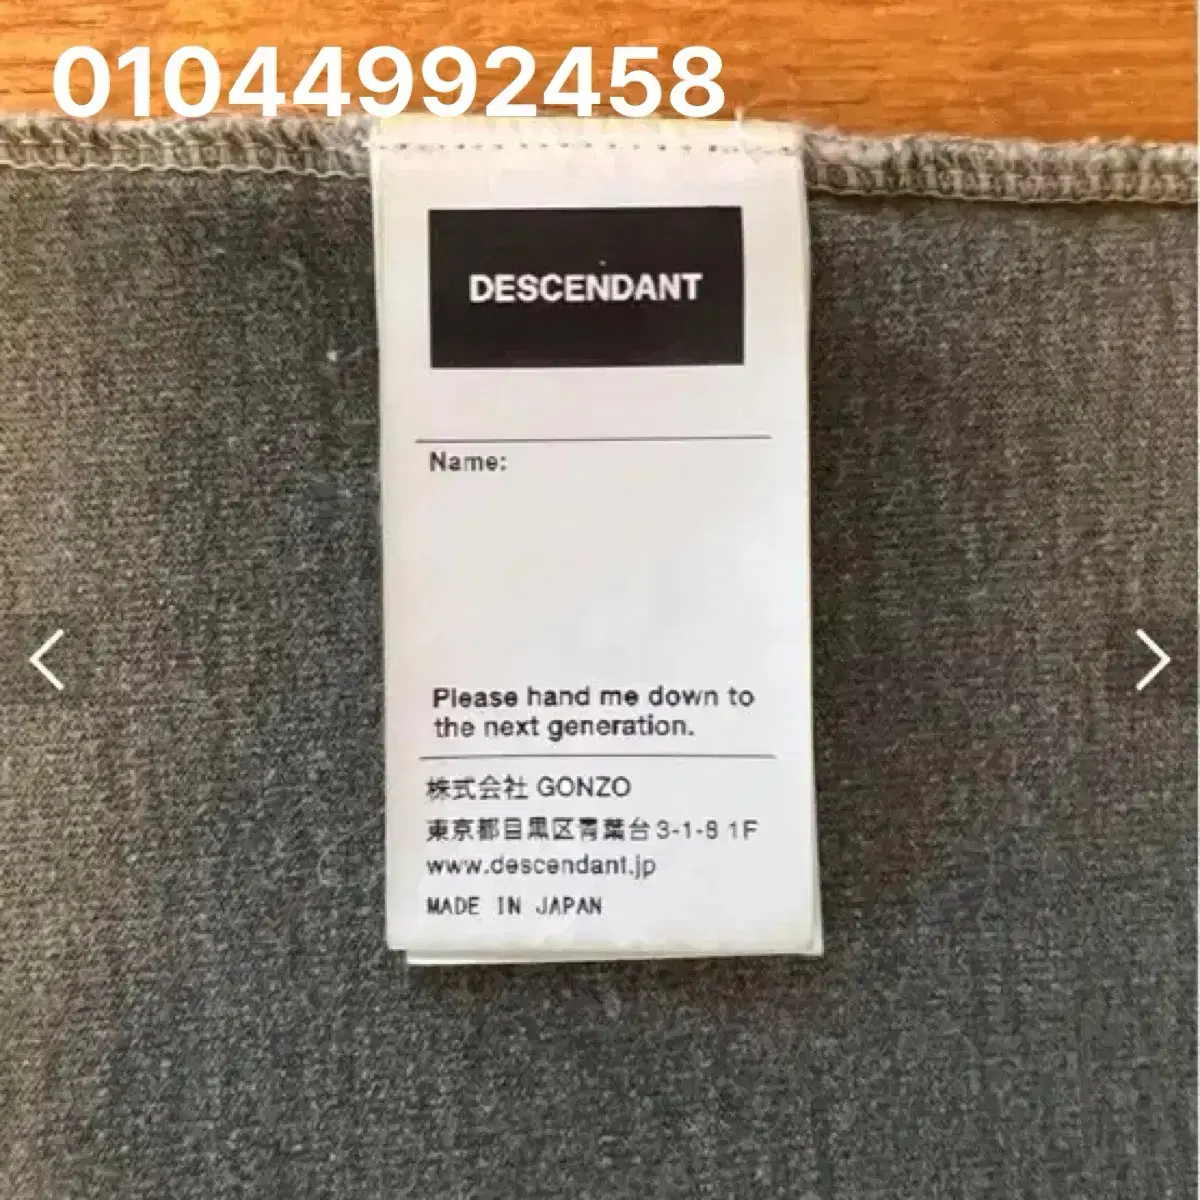 01044992458
DESCENDANT
Name:
Please hand me down to
the next generation.
株式会社 GONZO
東京都目黒区青葉台3-1-8 1F
www.descendant.jp
MADE IN JAPAN